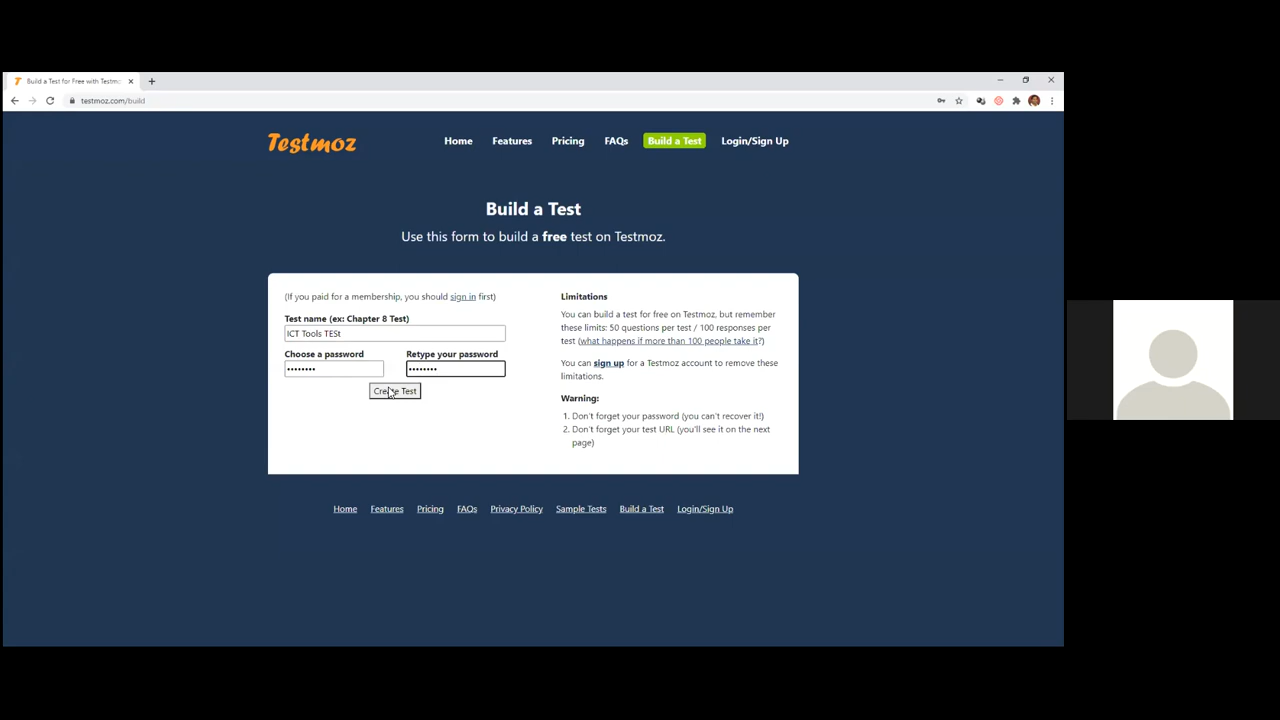 Build a Test for Free with Testmo
testmoz.com/build
Testmoz
Home Features Pricing FAQs Build a Test Login/Sign Up
Build a Test
Use this form to build a free test on Testmoz.
(If you paid for a membership, you should sign in first)
Test name (ex: Chapter 8 Test)
ICT Tools TESt
Choose a password Retype your password
•••••••• ••••••••
Create Test
Limitations
You can build a test for free on Testmoz, but remember
these limits: 50 questions per test / 100 responses per
test (what happens if more than 100 people take it?)
You can sign up for a Testmoz account to remove these
limitations.
Warning:
1. Don't forget your password (you can't recover it!)
2. Don't forget your test URL (you'll see it on the next
page)
Home Features Pricing FAQs Privacy Policy Sample Tests Build a Test Login/Sign Up